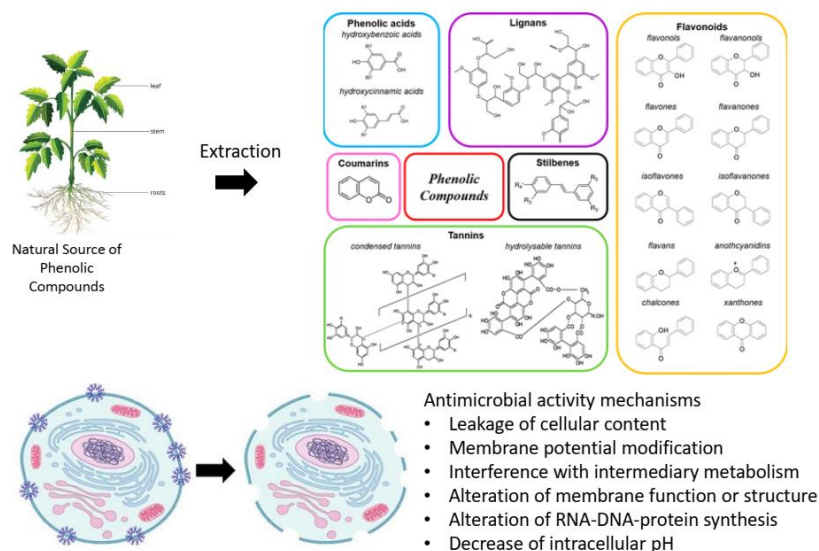 leaf
stem
roots
Natural Source of
Phenolic
Compounds
Extraction
Phenolic acids
hydroxybenzoic acids
hydroxycinnamic acids
Lignans
Flavonoids
flavonols
flavanonols
flavones
flavanones
isoflavones
isoflavanones
flavans
anothcyanidins
chalcones
xanthones
Coumarins
Phenolic
Compounds
Stilbenes
Tannins
condensed tannins
hydrolysable tannins
Antimicrobial activity mechanisms
• Leakage of cellular content
• Membrane potential modification
• Interference with intermediary metabolism
• Alteration of membrane function or structure
• Alteration of RNA-DNA-protein synthesis
• Decrease of intracellular pH